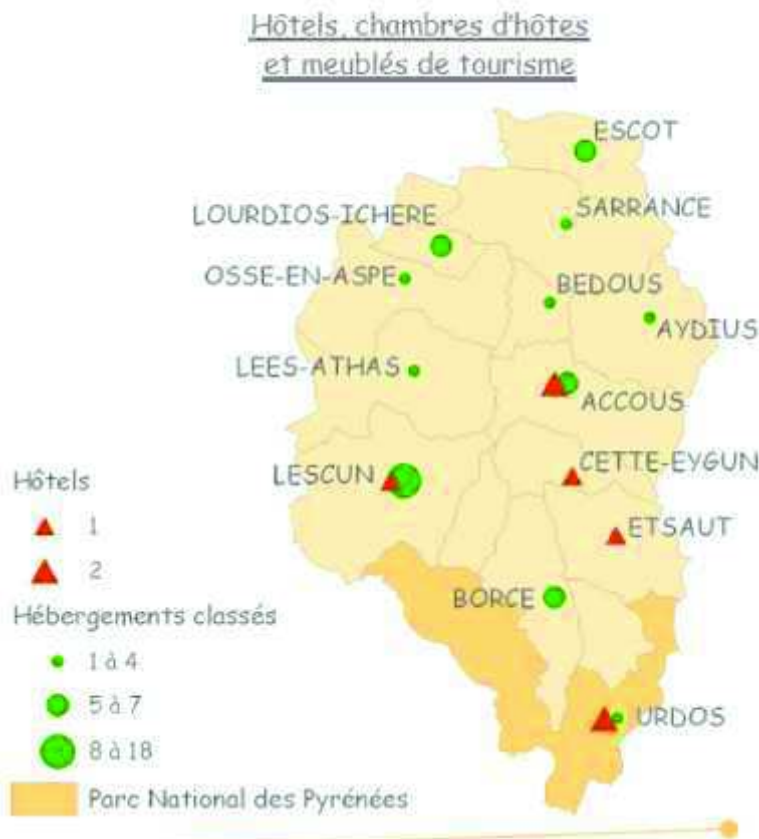 Hôtels, chambres d'hôtes
et meublés de tourisme
ESCOT
SARRANCE
LOURDIOS-ICHERE
OSSE-EN-ASPE
BEDOUS
AYDIUS
LEES-ATHAS
ACCOUS
LESCUN
CETTE-EYGUN
ETSAUT
BORCE
URDOS
Hôtels
1
2
Hébergements classés
1 à 4
5 à 7
8 à 18
Parc National des Pyrénées